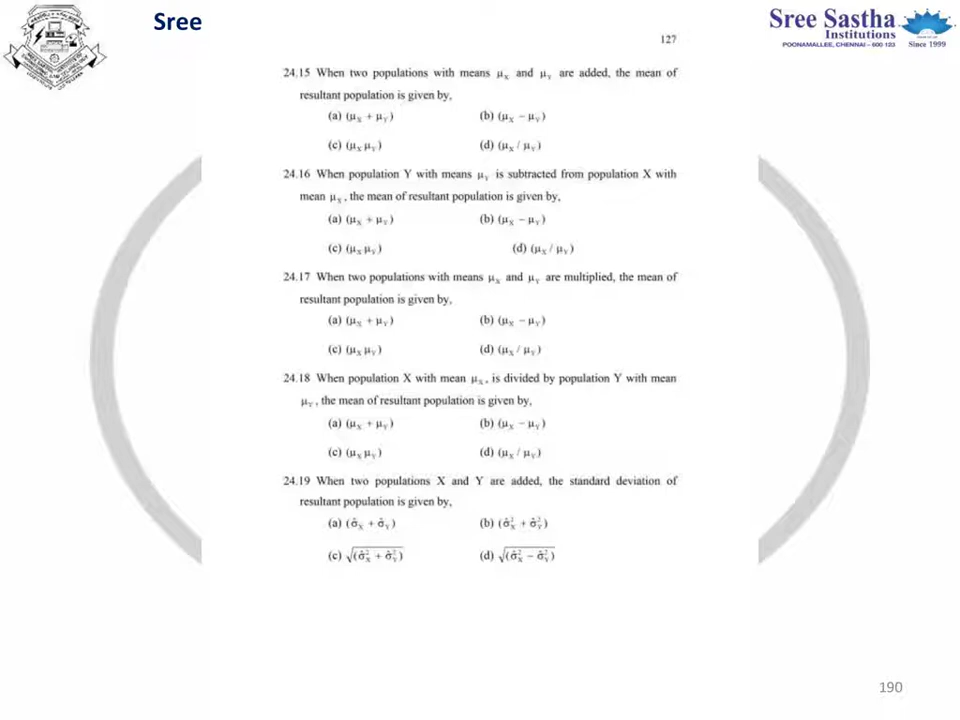 Sree
Sree Sastha
Institutions
POONAMALLEE, CHENNAI – 600 123
Since 1999
127
24.15 When two populations with means μX and μY are added, the mean of
resultant population is given by,
(a) (μX + μY) (b) (μX − μY)
(c) (μX μY) (d) (μX / μY)
24.16 When population Y with means μY is subtracted from population X with
mean μX, the mean of resultant population is given by,
(a) (μX + μY) (b) (μX − μY)
(c) (μX μY) (d) (μX / μY)
24.17 When two populations with means μX and μY are multiplied, the mean of
resultant population is given by,
(a) (μX + μY) (b) (μX − μY)
(c) (μX μY) (d) (μX / μY)
24.18 When population X with mean μX, is divided by population Y with mean
μY, the mean of resultant population is given by,
(a) (μX + μY) (b) (μX − μY)
(c) (μX μY) (d) (μX / μY)
24.19 When two populations X and Y are added, the standard deviation of
resultant population is given by,
(a) (σ̂X + σ̂Y) (b) (σ̂²X + σ̂²Y)
(c) √(σ̂²X + σ̂²Y) (d) √(σ̂²X − σ̂²Y)
190